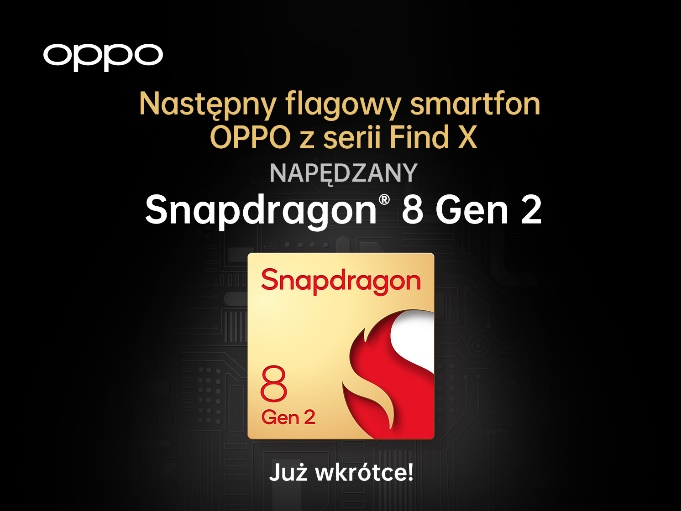 oppo
Następny flagowy smartfon
OPPO z serii Find X
NAPĘDZANY
Snapdragon® 8 Gen 2
Snapdragon
8
Gen 2
Już wkrótce!